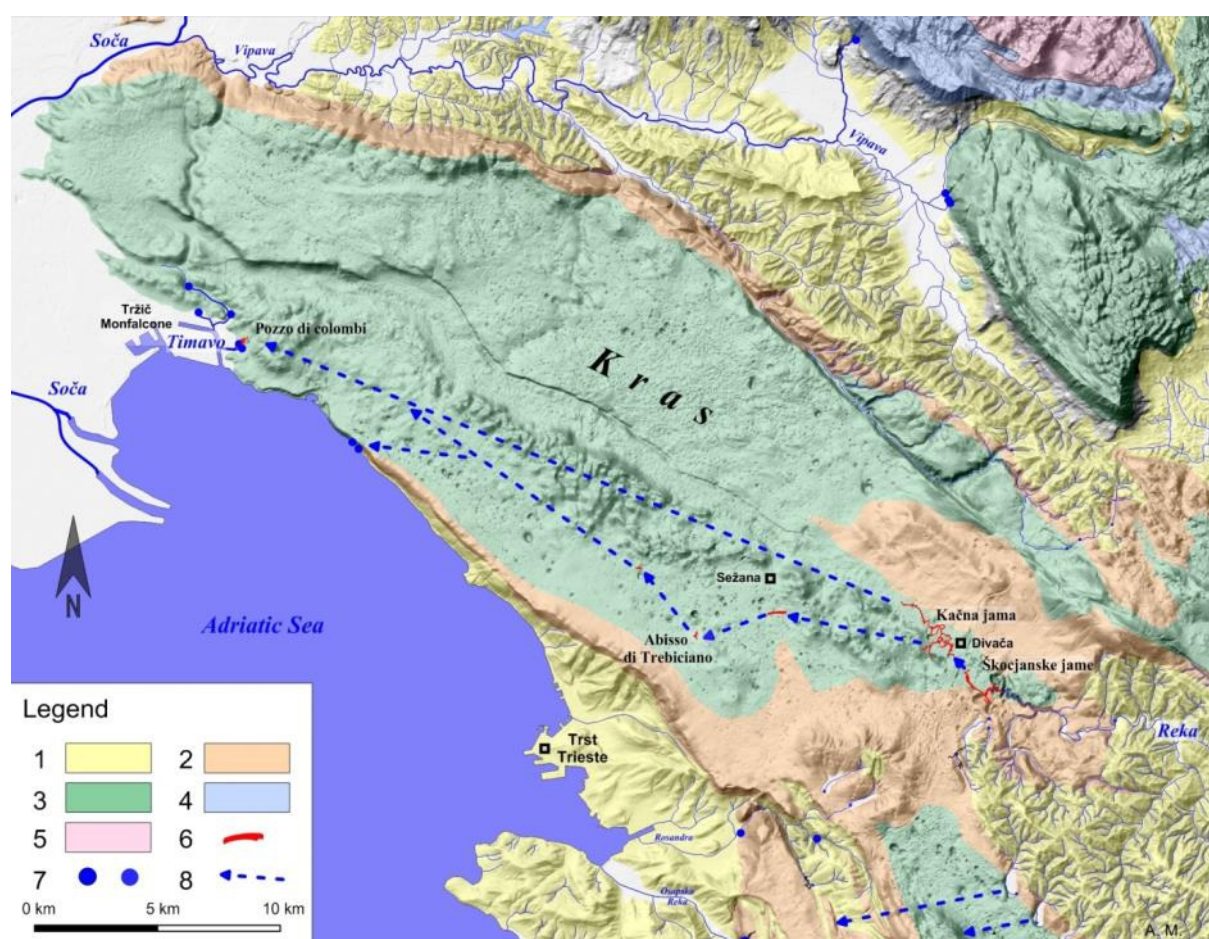 Soča
Vipava
Vipava
Tržič
Monfalcone
Pozzo di colombi
Timavo
Soča
Kras
N
Sežana
Kačna jama
Divača
Adriatic Sea
Abisso
di Trebiciano
Škocjanske jame
Reka
Trst
Trieste
Rosandra
Osapska
Reka
Legend
1 2
3 4
5 6
7 8
0 km 5 km 10 km
A. M.